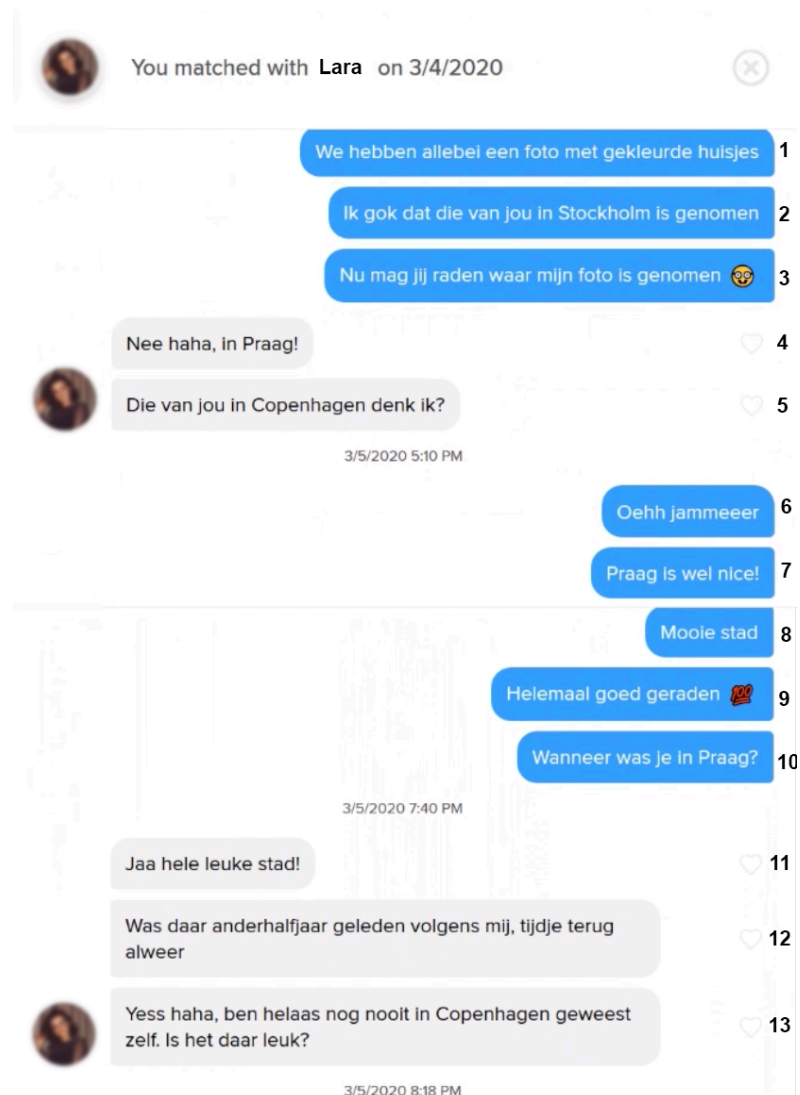 You matched with Lara on 3/4/2020
We hebben allebei een foto met gekleurde huisjes 1
Ik gok dat die van jou in Stockholm is genomen 2
Nu mag jij raden waar mijn foto is genomen 🤓 3
Nee haha, in Praag! 4
Die van jou in Copenhagen denk ik? 5
3/5/2020 5:10 PM
Oehh jammeeer 6
Praag is wel nice! 7
Mooie stad 8
Helemaal goed geraden 💯 9
Wanneer was je in Praag? 10
3/5/2020 7:40 PM
Jaa hele leuke stad! 11
Was daar anderhalfjaar geleden volgens mij, tijdje terug
alweer 12
Yess haha, ben helaas nog nooit in Copenhagen geweest
zelf. Is het daar leuk? 13
3/5/2020 8:18 PM